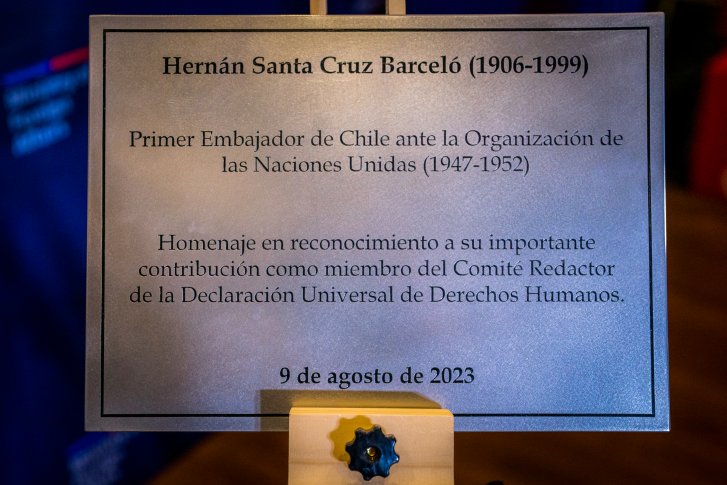 Hernán Santa Cruz Barceló (1906-1999)
Primer Embajador de Chile ante la Organización de
las Naciones Unidas (1947-1952)
Homenaje en reconocimiento a su importante
contribución como miembro del Comité Redactor
de la Declaración Universal de Derechos Humanos.
9 de agosto de 2023